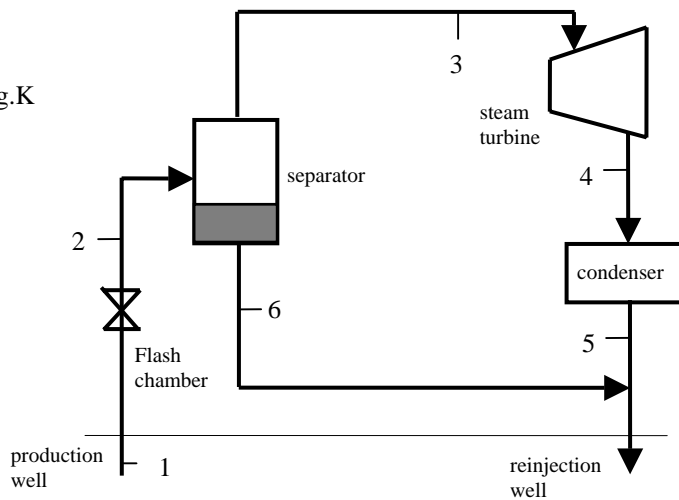 3
g.K
steam
turbine
separator
4
2
condenser
6
5
Flash
chamber
production
well
1
reinjection
well